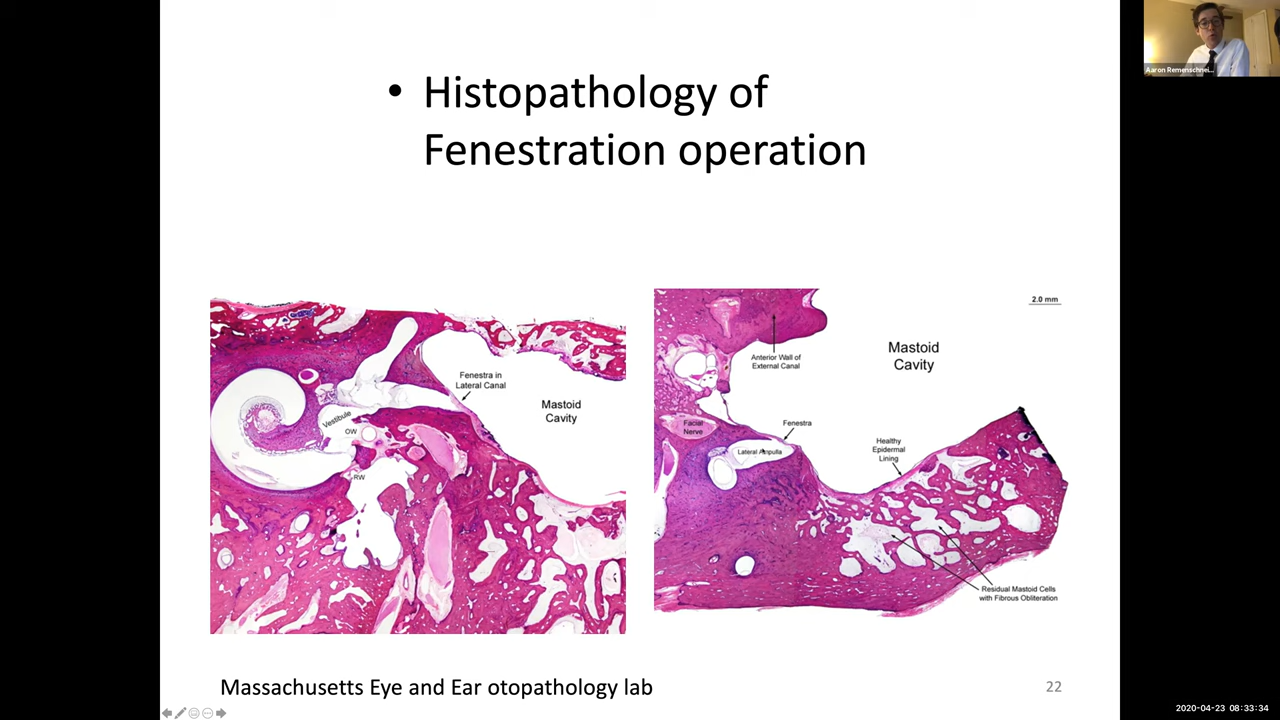 Aaron Remenschnei...
• Histopathology of
Fenestration operation
Fenestra in
Lateral Canal
Mastoid
Cavity
Vestibule
OW
RW
2.0 mm
Anterior Wall of
External Canal
Mastoid
Cavity
Facial
Nerve
Fenestra
Lateral Ampulla
Healthy
Epidermal
Lining
Residual Mastoid Cells
with Fibrous Obliteration
Massachusetts Eye and Ear otopathology lab
22
2020-04-23 08:33:34